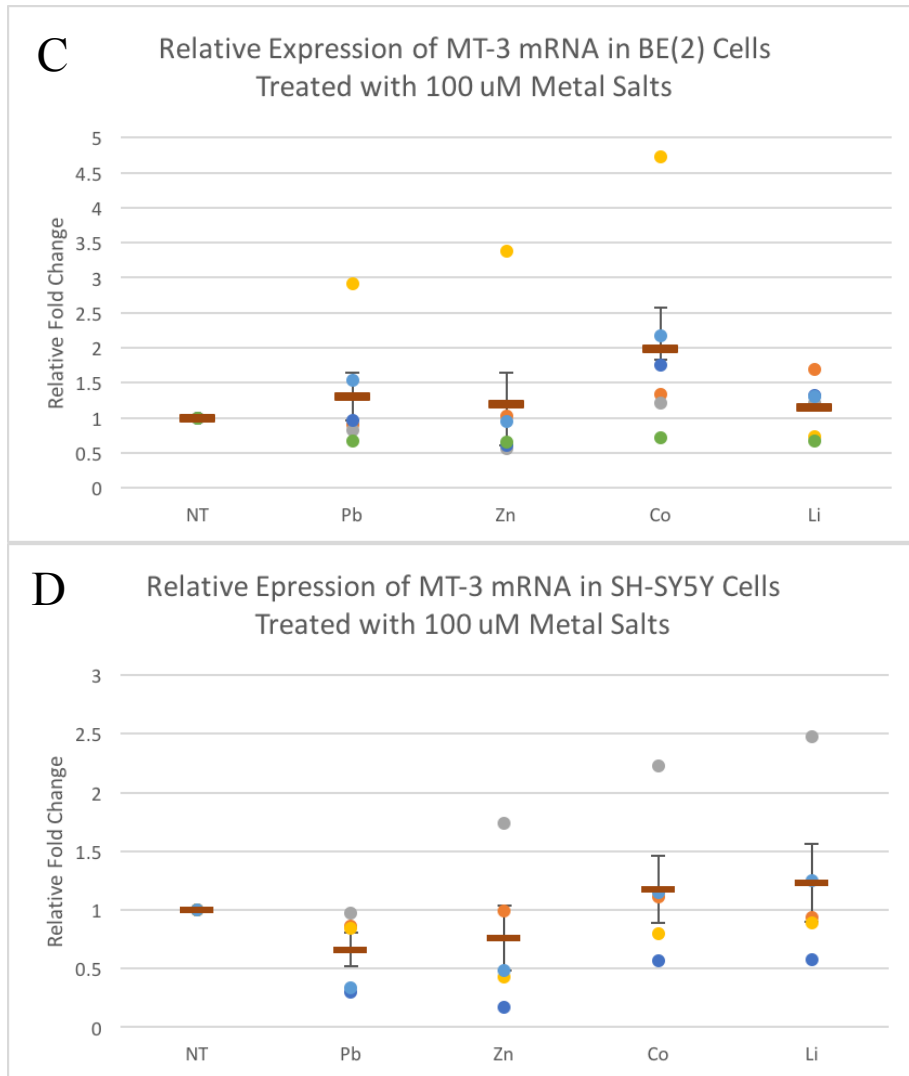 C
Relative Expression of MT-3 mRNA in BE(2) Cells
Treated with 100 uM Metal Salts
Relative Fold Change
5
4.5
4
3.5
3
2.5
2
1.5
1
0.5
0
NT Pb Zn Co Li
D
Relative Epression of MT-3 mRNA in SH-SY5Y Cells
Treated with 100 uM Metal Salts
Relative Fold Change
3
2.5
2
1.5
1
0.5
0
NT Pb Zn Co Li